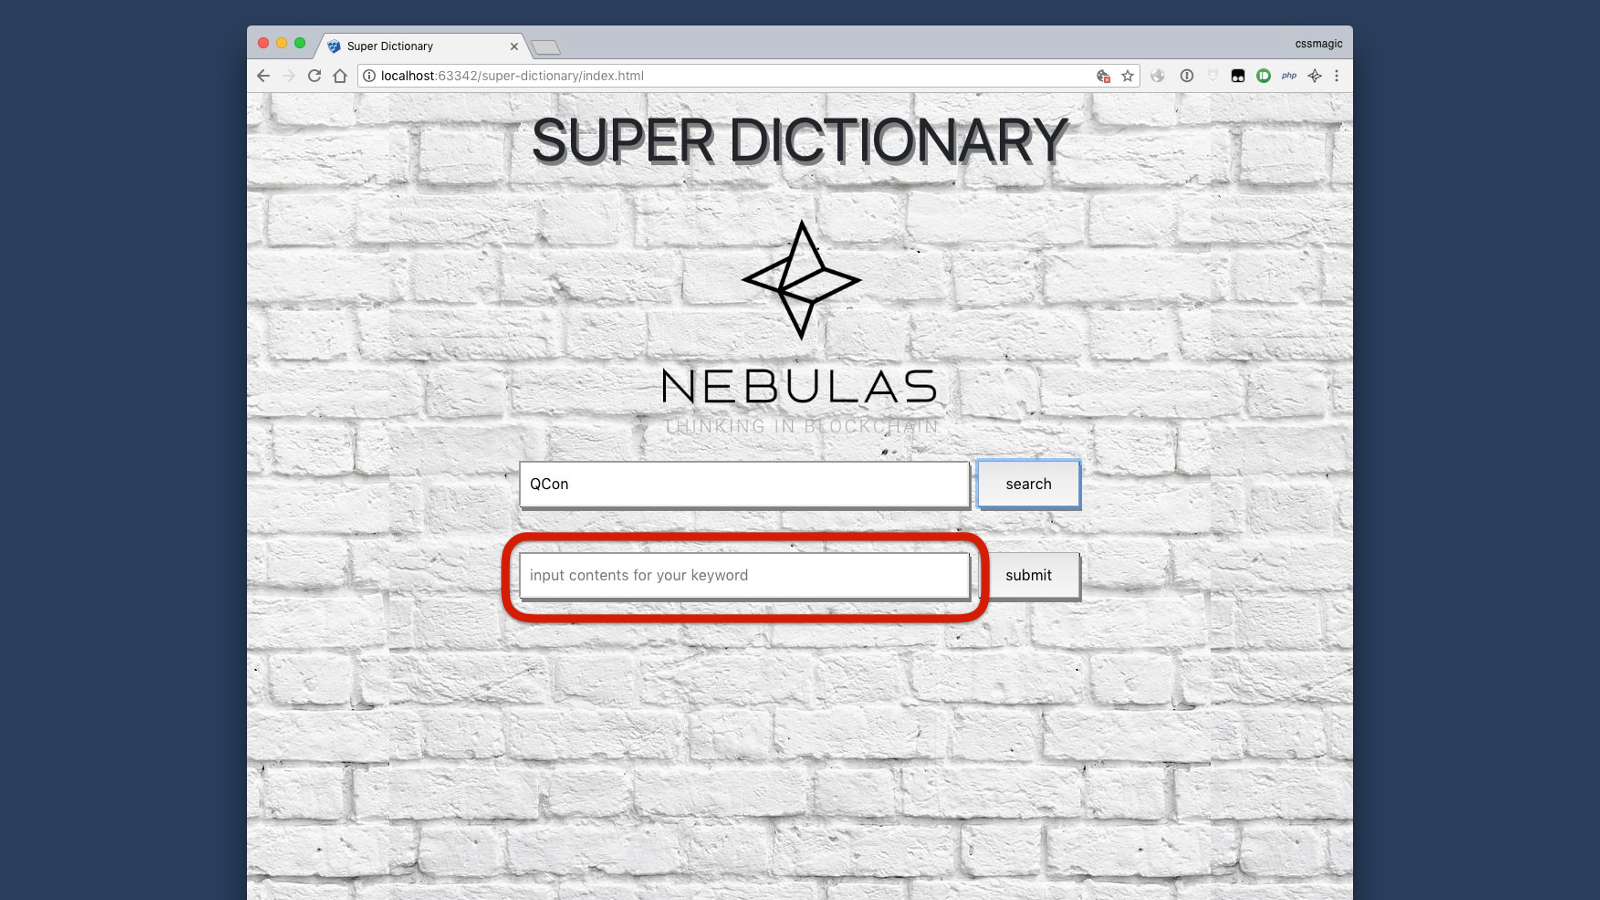 Super Dictionary
cssmagic
localhost:63342/super-dictionary/index.html
php
SUPER DICTIONARY
NEBULAS
THINKING IN BLOCKCHAIN
QCon
search
input contents for your keyword
submit